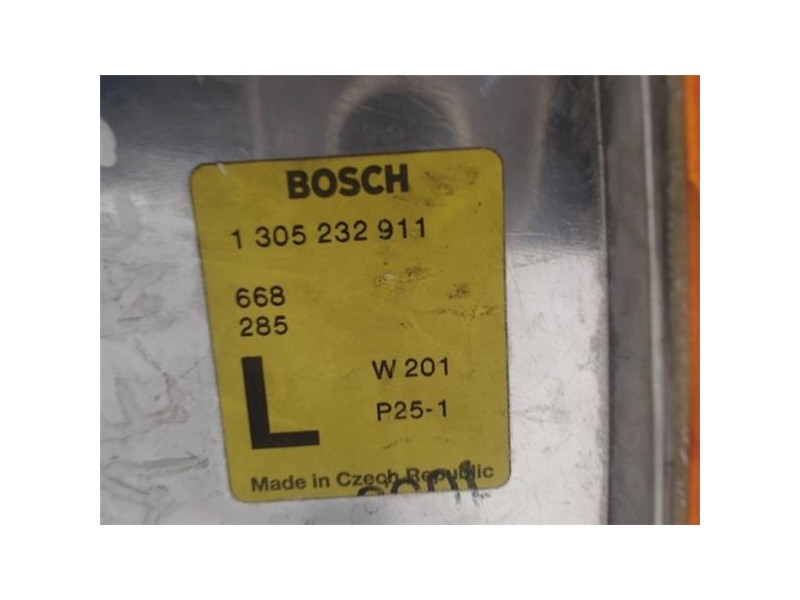 BOSCH
1 305 232 911
668
285
L
W 201
P25-1
Made in Czech Republic